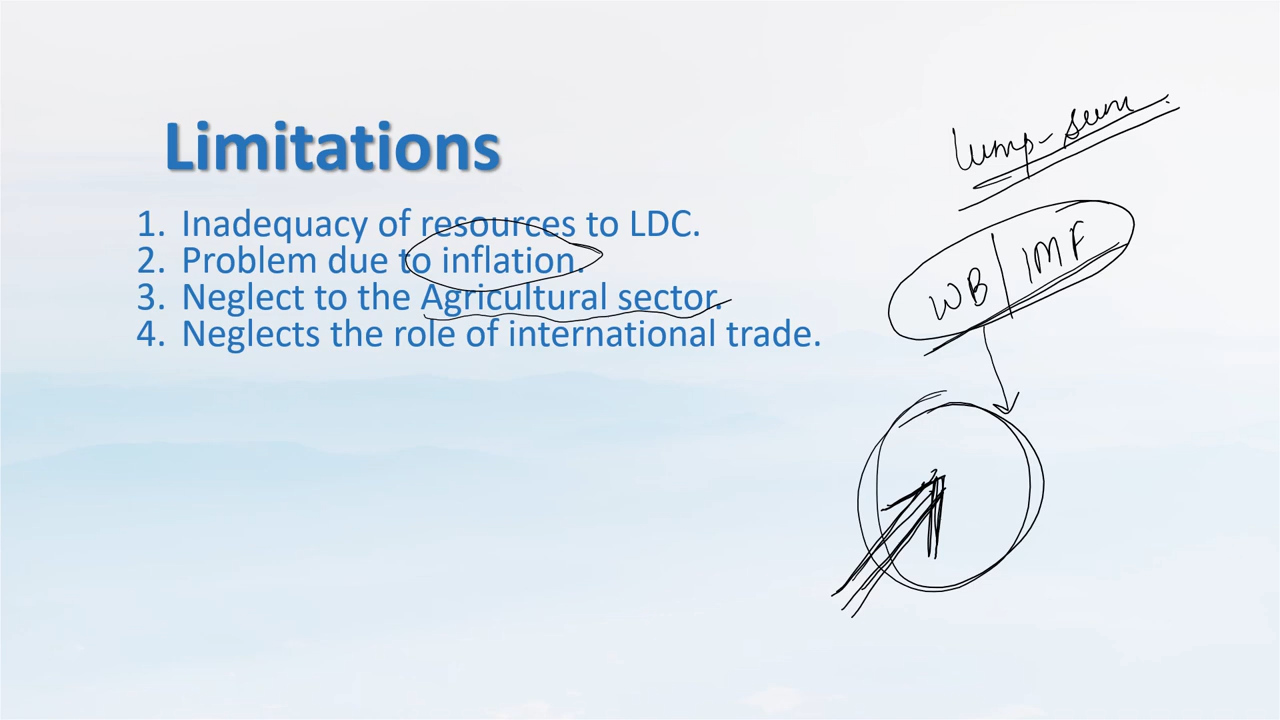 Limitations
1. Inadequacy of resources to LDC.
2. Problem due to inflation.
3. Neglect to the Agricultural sector.
4. Neglects the role of international trade.
lump-sum
WB | IMF